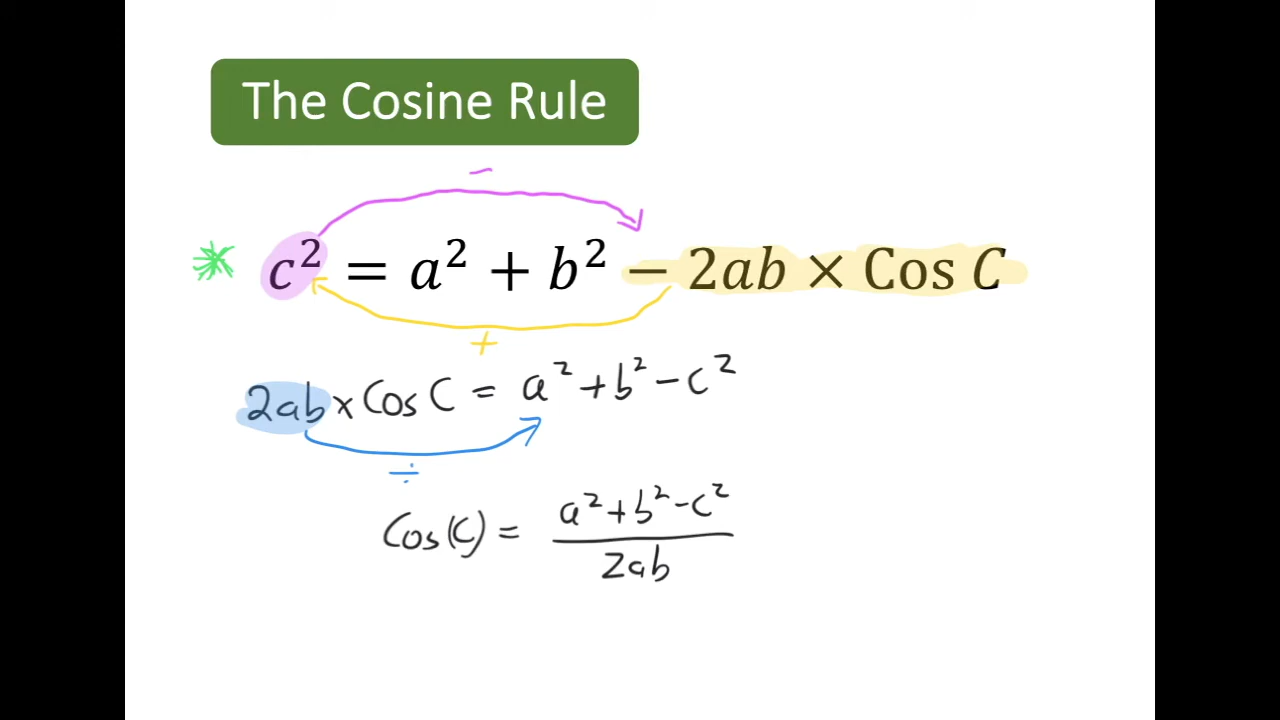 The Cosine Rule
−
* c² = a² + b² − 2ab × Cos C
+
2ab × Cos C = a² + b² − c²
÷
Cos(C) = a² + b² − c² / 2ab